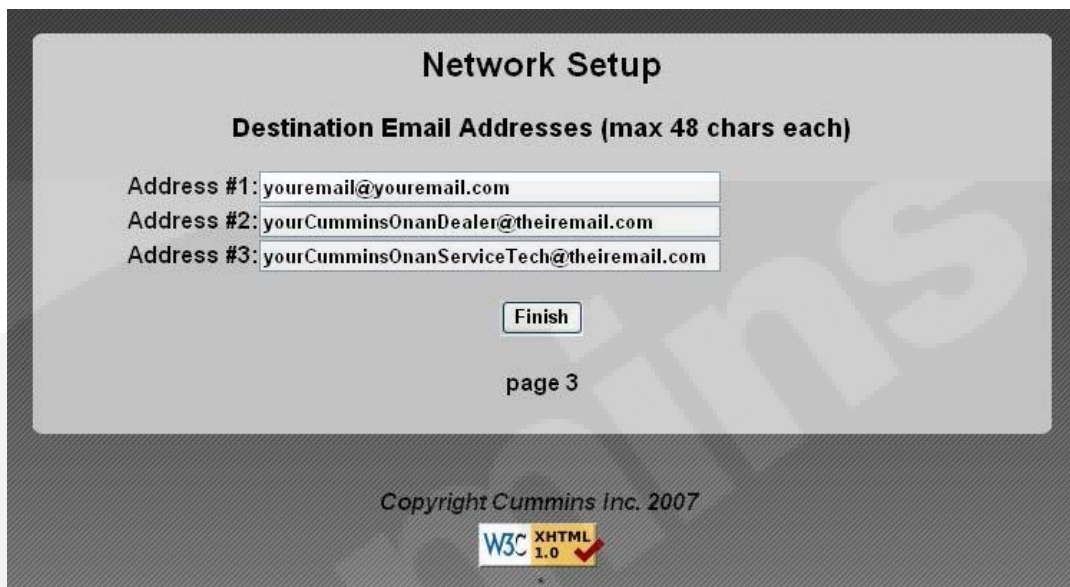 Network Setup
Destination Email Addresses (max 48 chars each)
Address #1: youremail@youremail.com
Address #2: yourCumminsOnanDealer@theiremail.com
Address #3: yourCumminsOnanServiceTech@theiremail.com
Finish
page 3
mins
Copyright Cummins Inc. 2007
W3C XHTML 1.0
*